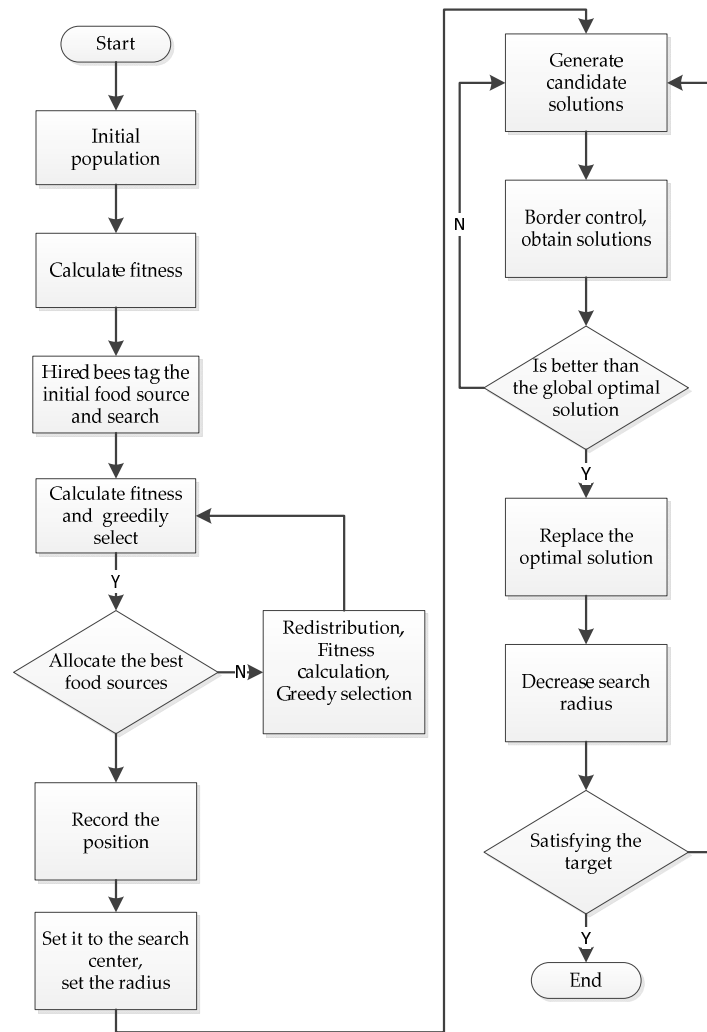 Start
Initial
population
Calculate fitness
Hired bees tag the
initial food source
and search
Calculate fitness
and greedily
select
Y
Allocate the best
food sources
N
Redistribution,
Fitness
calculation,
Greedy selection
Record the
position
Set it to the search
center,
set the radius
Generate
candidate
solutions
N
Border control,
obtain solutions
Is better than
the global optimal
solution
Y
Replace the
optimal solution
Decrease search
radius
Satisfying the
target
Y
End